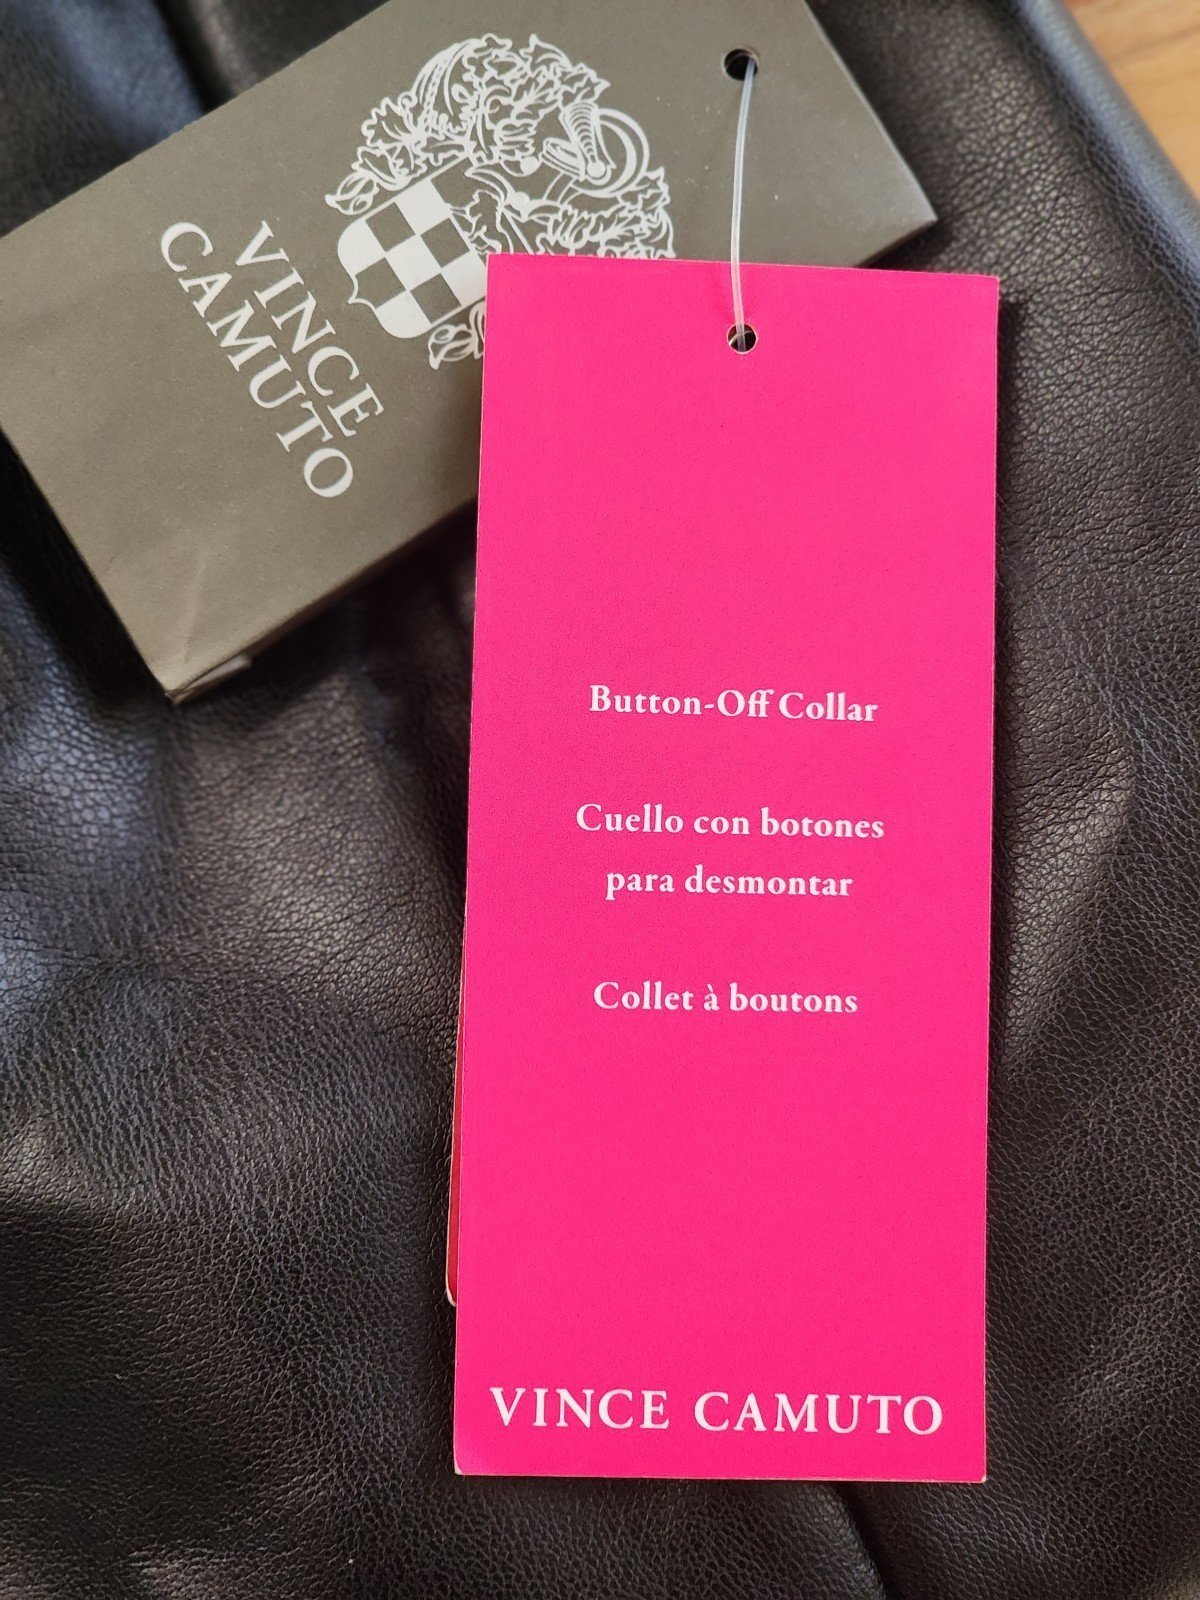 VINCE
CAMUTO
Button-Off Collar
Cuello con botones
para desmontar
Collet à boutons
VINCE CAMUTO